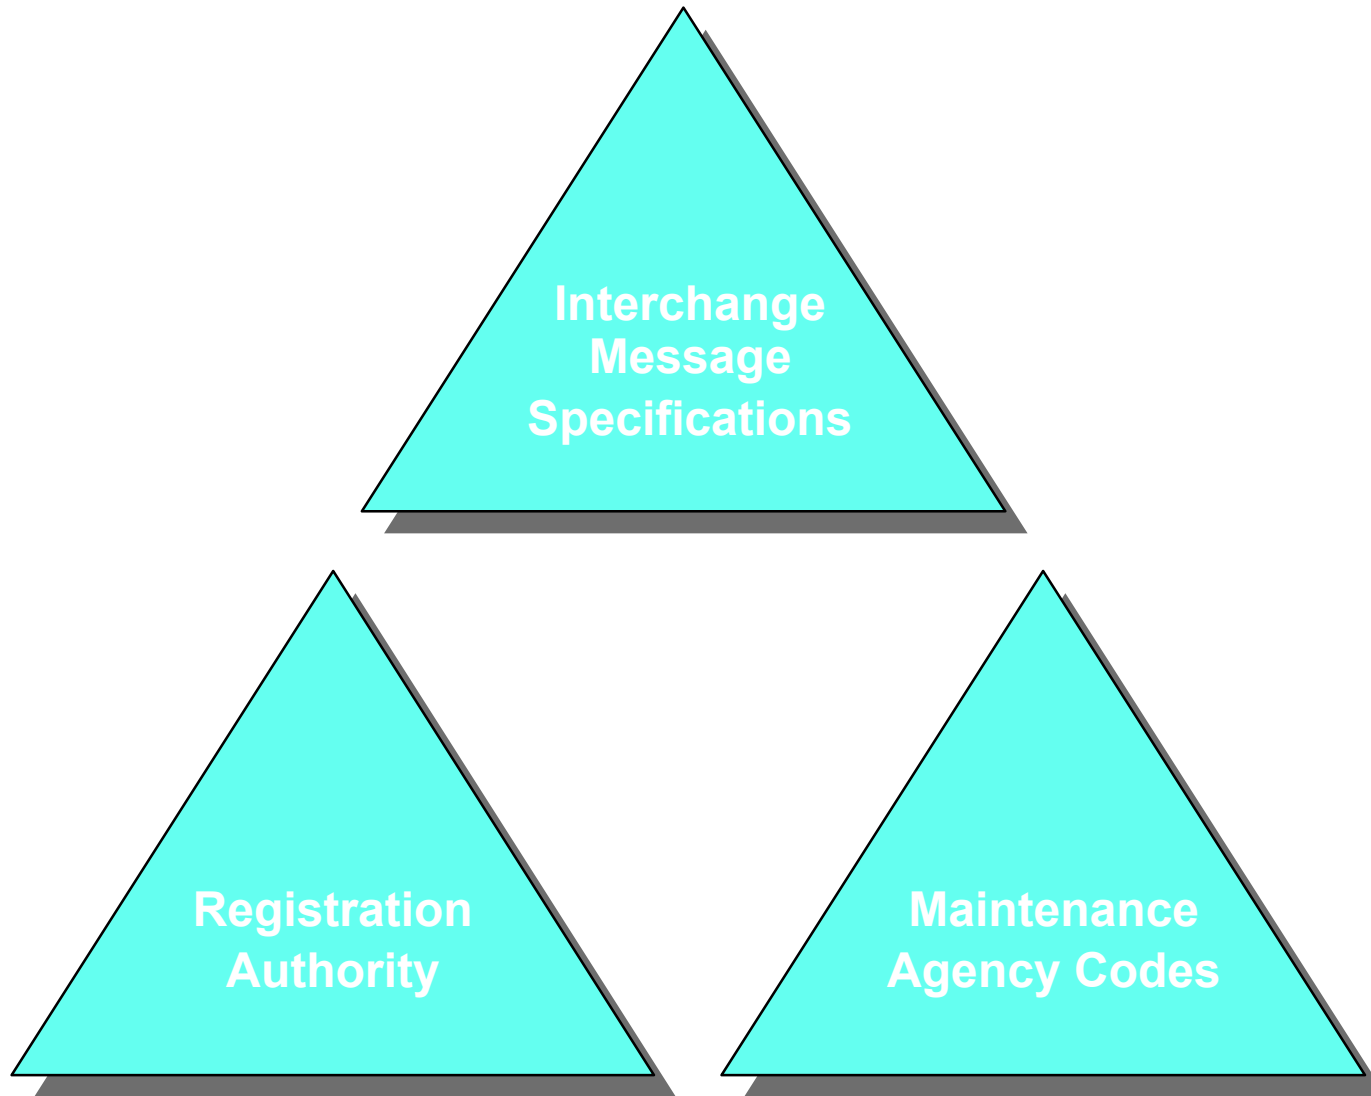 Interchange
Message
Specifications
Registration
Authority
Maintenance
Agency Codes